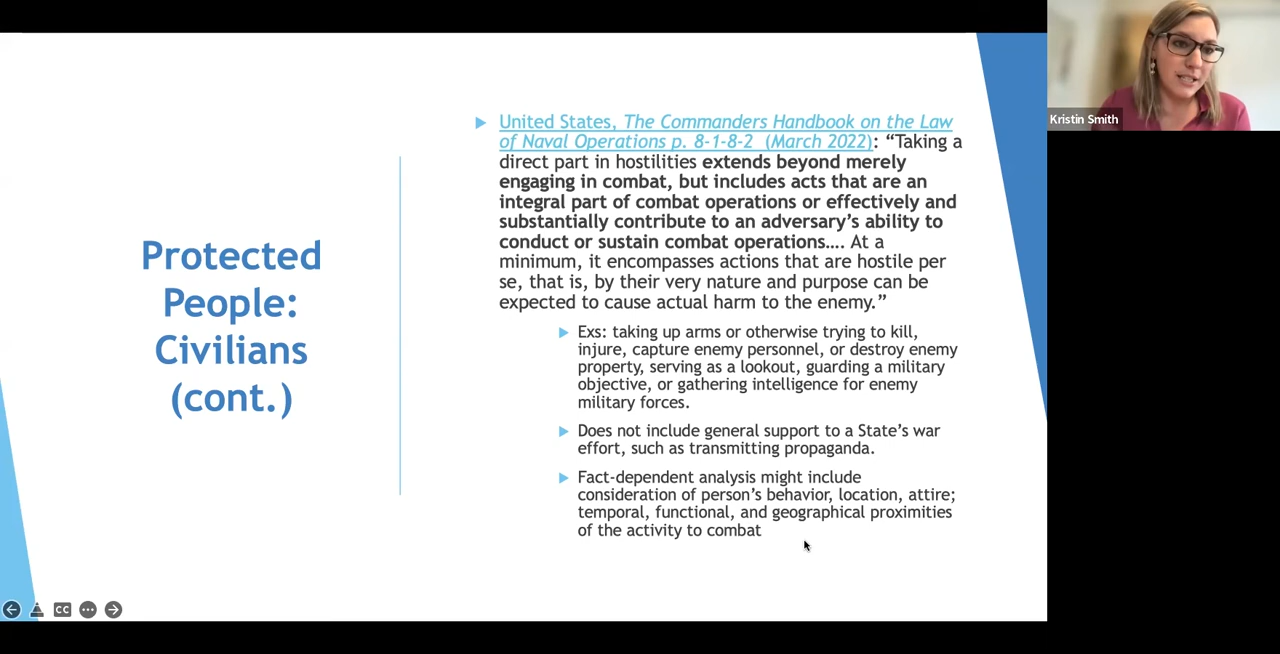 Protected
People:
Civilians
(cont.)
United States, The Commanders Handbook on the Law
of Naval Operations p. 8-1-8-2  (March 2022): “Taking a
direct part in hostilities extends beyond merely
engaging in combat, but includes acts that are an
integral part of combat operations or effectively and
substantially contribute to an adversary’s ability to
conduct or sustain combat operations…. At a
minimum, it encompasses actions that are hostile per
se, that is, by their very nature and purpose can be
expected to cause actual harm to the enemy.”
Exs: taking up arms or otherwise trying to kill,
injure, capture enemy personnel, or destroy enemy
property, serving as a lookout, guarding a military
objective, or gathering intelligence for enemy
military forces.
Does not include general support to a State’s war
effort, such as transmitting propaganda.
Fact-dependent analysis might include
consideration of person’s behavior, location, attire;
temporal, functional, and geographical proximities
of the activity to combat
Kristin Smith
CC